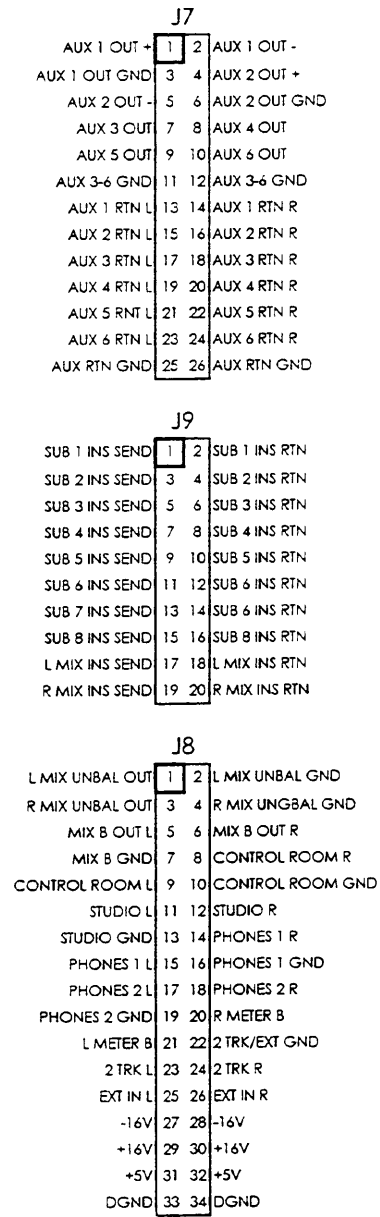 J7
AUX 1 OUT + 1 2 AUX 1 OUT -
AUX 1 OUT GND 3 4 AUX 2 OUT +
AUX 2 OUT - 5 6 AUX 2 OUT GND
AUX 3 OUT 7 8 AUX 4 OUT
AUX 5 OUT 9 10 AUX 6 OUT
AUX 3-6 GND 11 12 AUX 3-6 GND
AUX 1 RTN L 13 14 AUX 1 RTN R
AUX 2 RTN L 15 16 AUX 2 RTN R
AUX 3 RTN L 17 18 AUX 3 RTN R
AUX 4 RTN L 19 20 AUX 4 RTN R
AUX 5 RNT L 21 22 AUX 5 RTN R
AUX 6 RTN L 23 24 AUX 6 RTN R
AUX RTN GND 25 26 AUX RTN GND
J9
SUB 1 INS SEND 1 2 SUB 1 INS RTN
SUB 2 INS SEND 3 4 SUB 2 INS RTN
SUB 3 INS SEND 5 6 SUB 3 INS RTN
SUB 4 INS SEND 7 8 SUB 4 INS RTN
SUB 5 INS SEND 9 10 SUB 5 INS RTN
SUB 6 INS SEND 11 12 SUB 6 INS RTN
SUB 7 INS SEND 13 14 SUB 6 INS RTN
SUB 8 INS SEND 15 16 SUB 8 INS RTN
L MIX INS SEND 17 18 L MIX INS RTN
R MIX INS SEND 19 20 R MIX INS RTN
J8
L MIX UNBAL OUT 1 2 L MIX UNBAL GND
R MIX UNBAL OUT 3 4 R MIX UNGBAL GND
MIX B OUT L 5 6 MIX B OUT R
MIX B GND 7 8 CONTROL ROOM R
CONTROL ROOM L 9 10 CONTROL ROOM GND
STUDIO L 11 12 STUDIO R
STUDIO GND 13 14 PHONES 1 R
PHONES 1 L 15 16 PHONES 1 GND
PHONES 2 L 17 18 PHONES 2 R
PHONES 2 GND 19 20 R METER B
L METER B 21 22 2 TRK/EXT GND
2 TRK L 23 24 2 TRK R
EXT IN L 25 26 EXT IN R
-16V 27 28 -16V
+16V 29 30 +16V
+5V 31 32 +5V
DGND 33 34 DGND